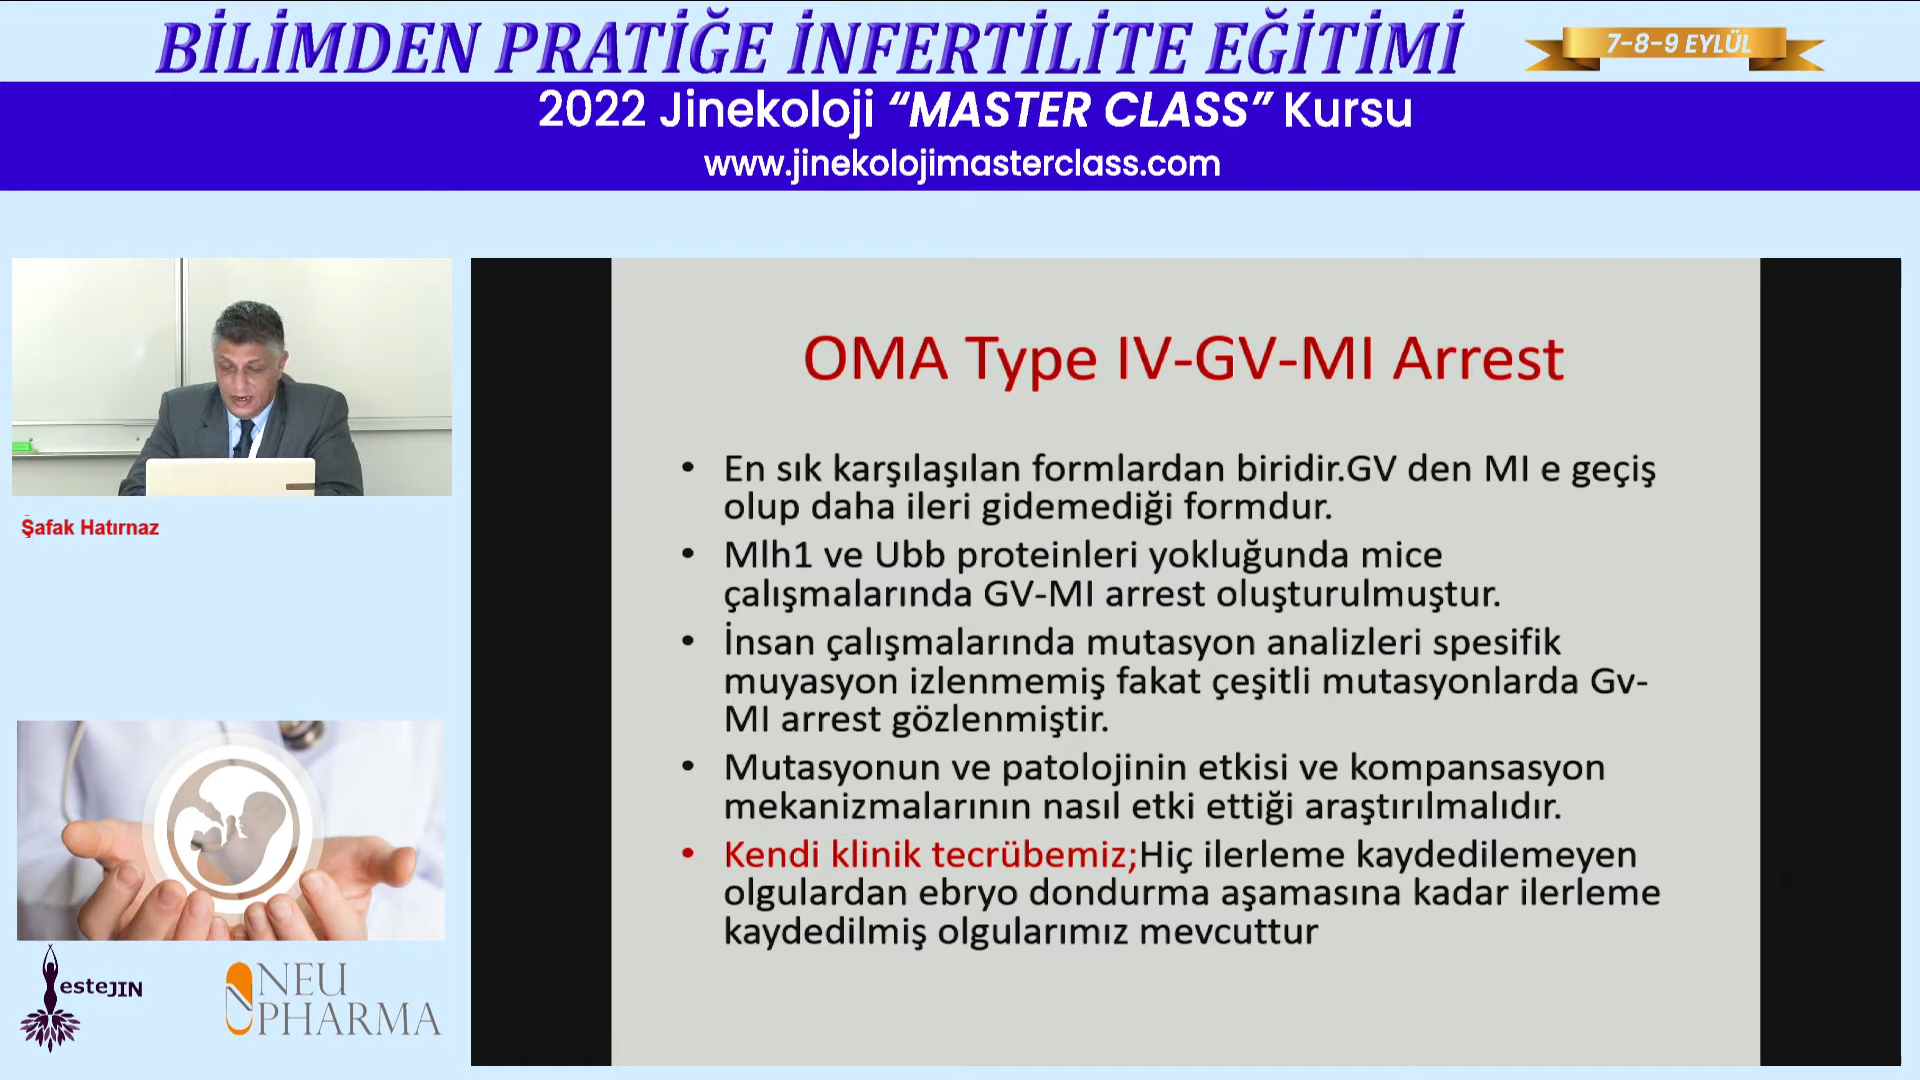 BİLİMDEN PRATİĞE İNFERTİLİTE EĞİTİMİ
7-8-9 EYLÜL
2022 Jinekoloji “MASTER CLASS” Kursu
www.jinekolojimasterclass.com
Şafak Hatırnaz
OMA Type IV-GV-MI Arrest
• En sık karşılaşılan formlardan biridir.GV den MI e geçiş
olup daha ileri gidemediği formdur.
• Mlh1 ve Ubb proteinleri yokluğunda mice
çalışmalarında GV-MI arrest oluşturulmuştur.
• İnsan çalışmalarında mutasyon analizleri spesifik
muyasyon izlenmemiş fakat çeşitli mutasyonlarda Gv-
MI arrest gözlenmiştir.
• Mutasyonun ve patolojinin etkisi ve kompansasyon
mekanizmalarının nasıl etki ettiği araştırılmalıdır.
• Kendi klinik tecrübemiz;Hiç ilerleme kaydedilemeyen
olgulardan ebryo dondurma aşamasına kadar ilerleme
kaydedilmiş olgularımız mevcuttur
esteJIN
NEU
PHARMA